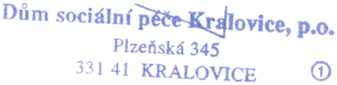 Dům sociální péče Kralovice, p.o.
Plzeňská 345
331 41 KRALOVICE ①